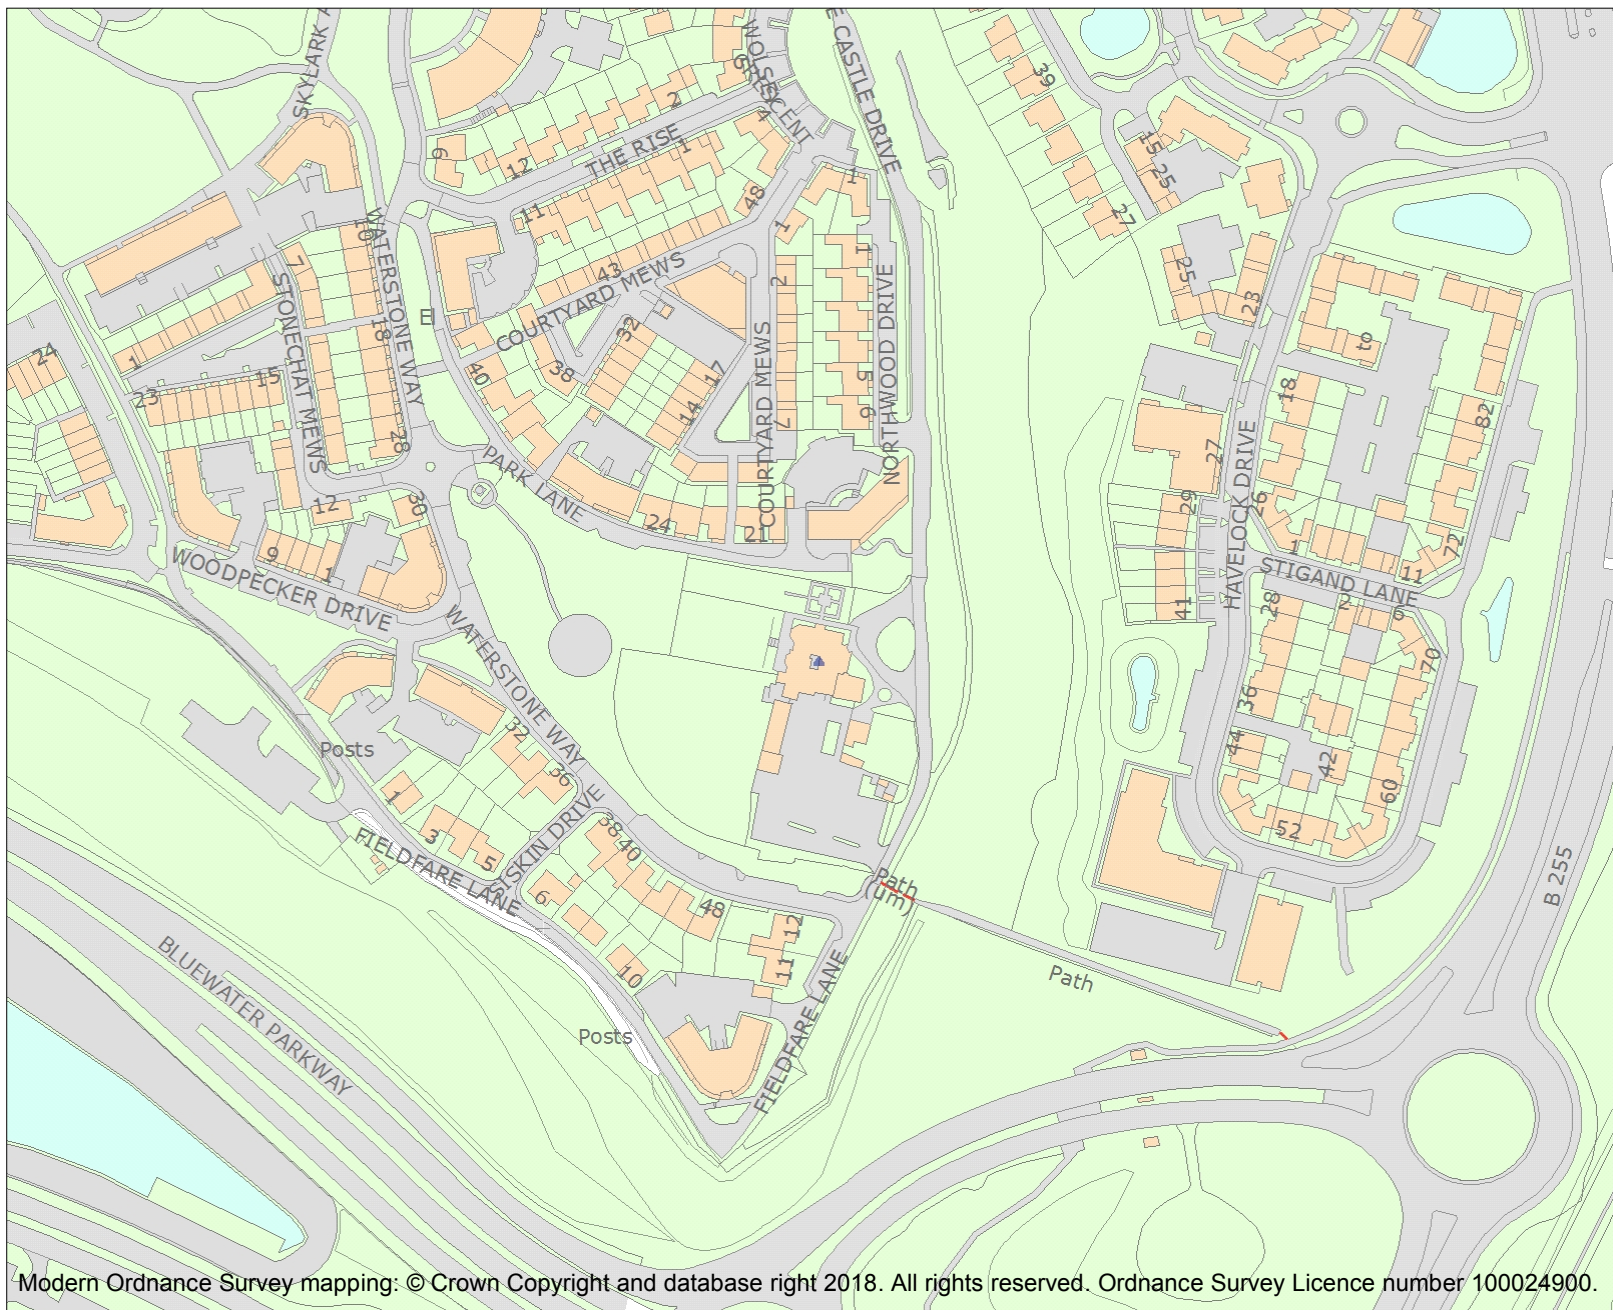 SKYLARK
WOLSEY
CRESCENT
E CASTLE DRIVE
39
2
4
THE RISE
1
15
25
6
12
11
48
1
1
27
16
WATERSTONE WAY
7
STONECHAT MEWS
El
43
COURTYARD MEWS
2
1
NORTHWOOD DRIVE
25
23
18
32
to
24
1
38
40
17
COURTYARD MEWS
5
6
18
82
23
15
28
14
7
27
HAVELOCK DRIVE
PARK LANE
12
30
24
21
29
26
72
WOODPECKER DRIVE
9
1
1
STIGAND LANE
11
41
28
2
6
WATERSTONE WAY
70
36
32
Posts
44
42
36
1
60
SISKIN DRIVE
38
40
52
3
5
FIELDFARE LANE
6
48
Path
(um)
B 255
12
11
10
Path
BLUEWATER PARKWAY
FIELDFARE LANE
Posts
Modern Ordnance Survey mapping: © Crown Copyright and database right 2018. All rights reserved. Ordnance Survey Licence number 100024900.